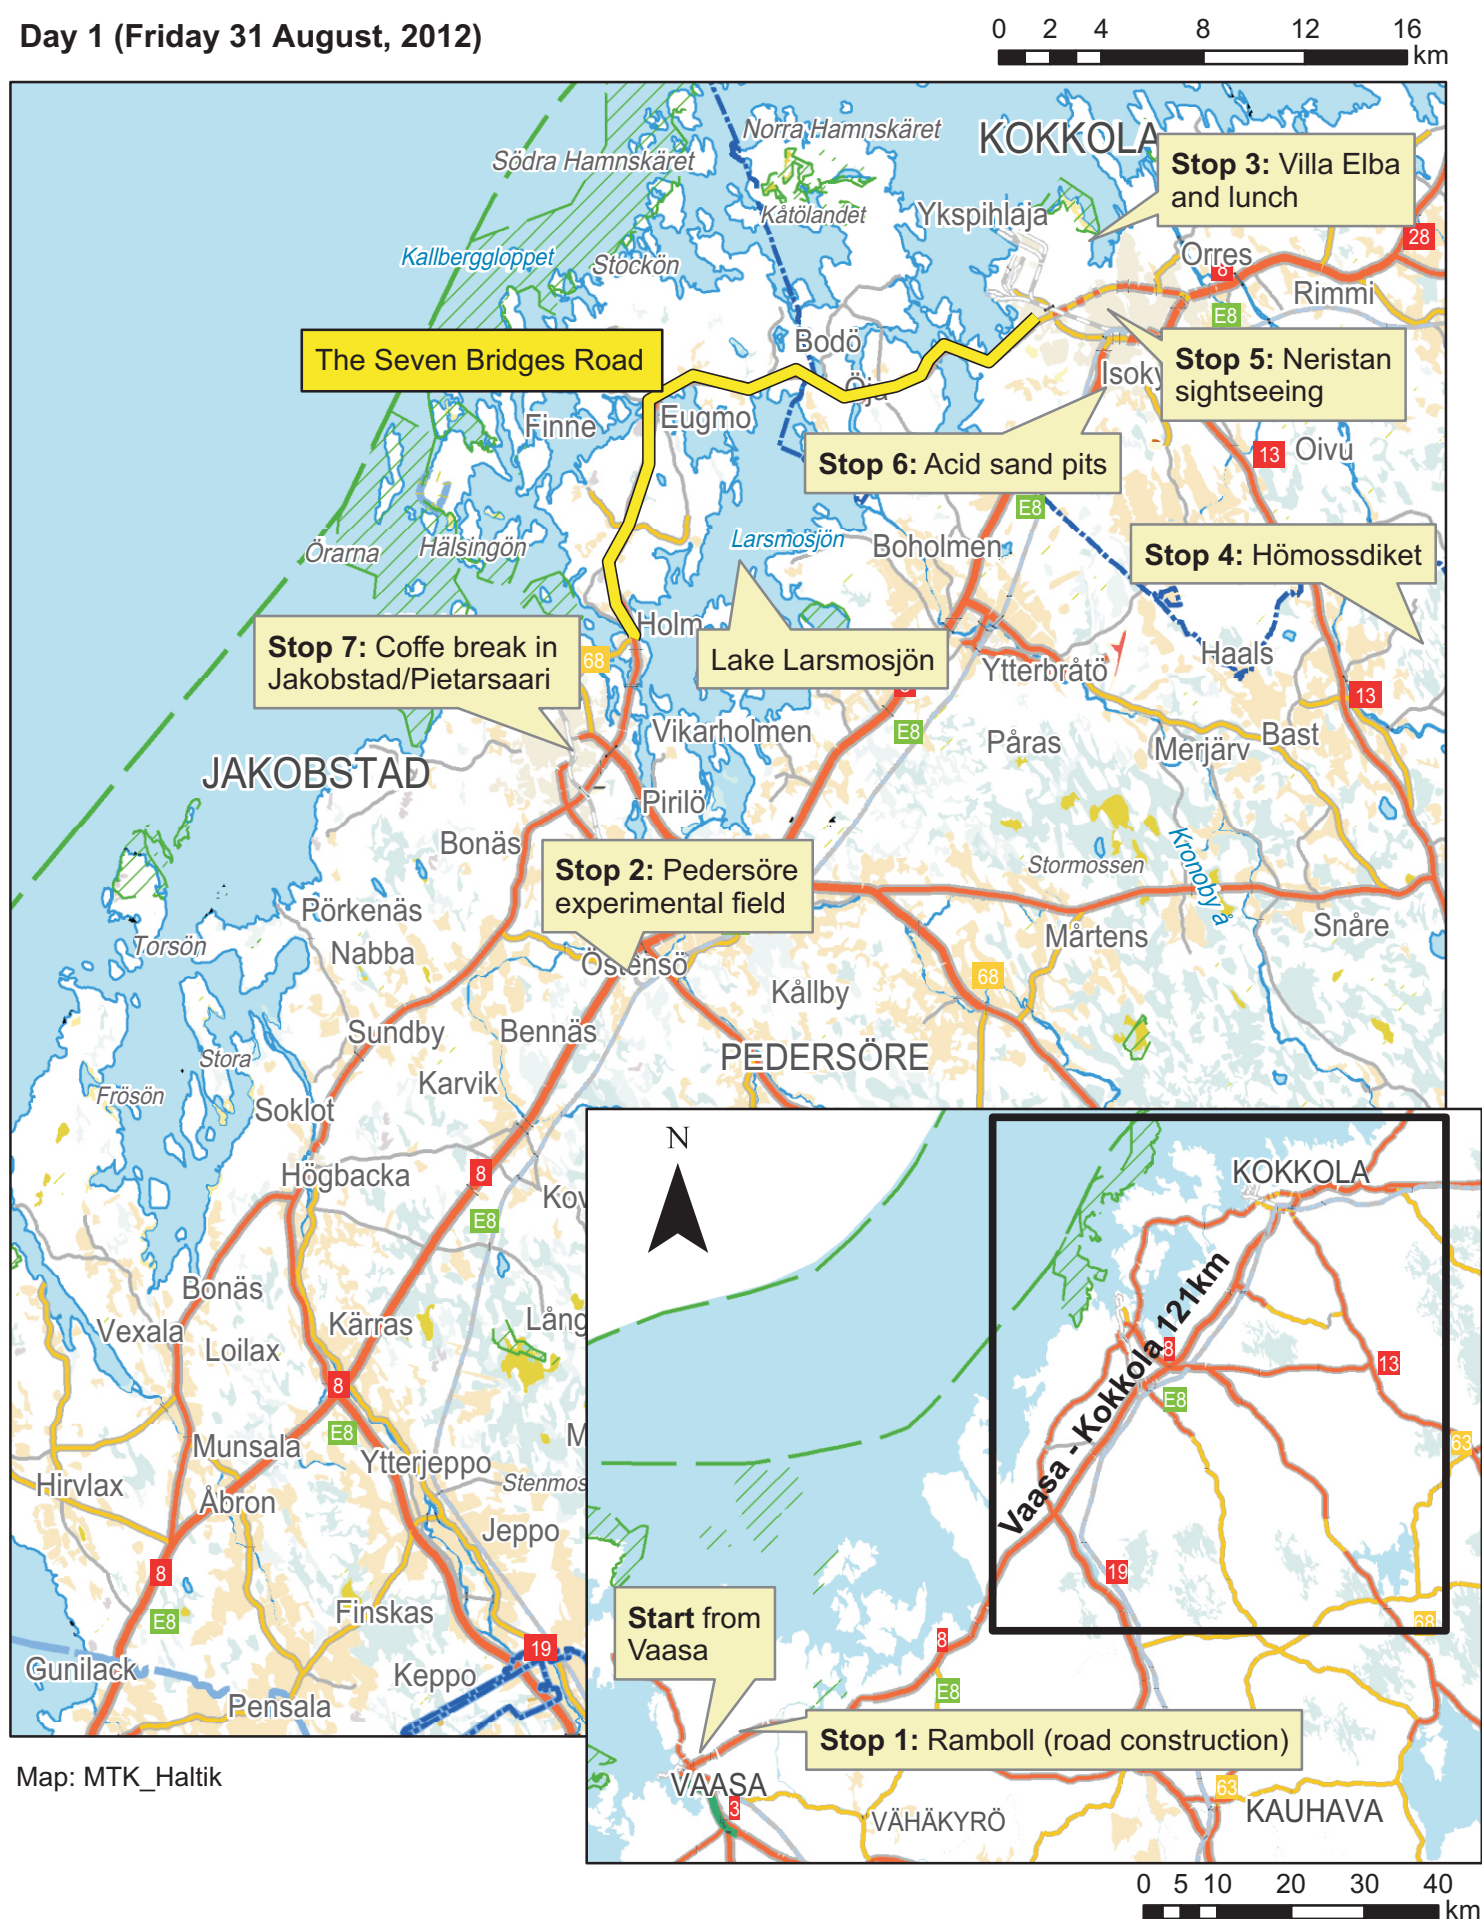 Day 1 (Friday 31 August, 2012)
0 2 4 8 12 16
km
Norra Hamnskäret
KOKKOLA
Södra Hamnskäret
Stop 3: Villa Elba
and lunch
Kåtölandet
Ykspihlaja
28
Kallberggloppet
Stockön
Orres
8
Rimmi
E8
The Seven Bridges Road
Bodö
Stop 5: Neristan
sightseeing
Öja
Finne
Eugmo
Stop 6: Acid sand pits
13
Oivu
E8
Örarna
Hälsingön
Larsmosjön
Boholmen
Stop 4: Hömossdiket
Holm
Stop 7: Coffe break in
Jakobstad/Pietarsaari
68
Lake Larsmosjön
Ytterbråtö
Haals
13
E8
Vikarholmen
Påras
Merjärv
Bast
JAKOBSTAD
Pirilö
Bonäs
Stop 2: Pedersöre
experimental field
Stormossen
Kronoby å
Pörkenäs
Torsön
Nabba
Östensö
Mårtens
Snåre
68
Kållby
Sundby
Bennäs
PEDERSÖRE
Stora
Frösön
Karvik
Soklot
Högbacka
8
E8
Bonäs
Vexala
Loilax
Kärras
8
E8
Munsala
Ytterjeppo
Hirvlax
Åbron
Jeppo
8
E8
Finskas
Gunilack
Keppo
19
Pensala
N
KOKKOLA
Vaasa - Kokkola 121km
8
13
E8
63
19
68
Start from
Vaasa
8
E8
Stop 1: Ramboll (road construction)
VAASA
3
VÄHÄKYRÖ
63
KAUHAVA
Map: MTK_Haltik
0 5 10 20 30 40
km